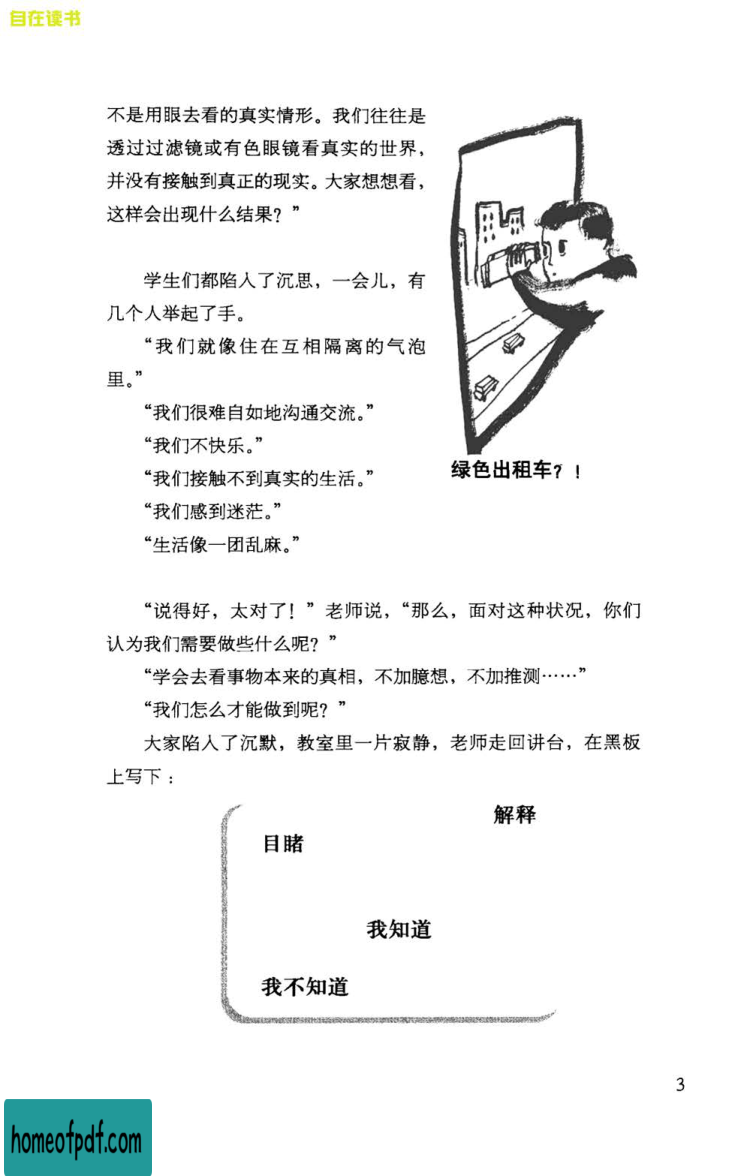 自在读书
不是用眼去看的真实情形。我们往往是
透过过滤镜或有色眼镜看真实的世界，
并没有接触到真正的现实。大家想想看，
这样会出现什么结果？”
学生们都陷入了沉思，一会儿，有
几个人举起了手。
“我们就像住在互相隔离的气泡
里。”
“我们很难自如地沟通交流。”
“我们不快乐。”
“我们接触不到真实的生活。”
“我们感到迷茫。”
“生活像一团乱麻。”
绿色出租车？！
“说得好，太对了！”老师说，“那么，面对这种状况，你们
认为我们需要做些什么呢？”
“学会去看事物本来的真相，不加臆想，不加推测……”
“我们怎么才能做到呢？”
大家陷入了沉默，教室里一片寂静，老师走回讲台，在黑板
上写下：
解释
目睹
我知道
我不知道
3
homeofpdf.com